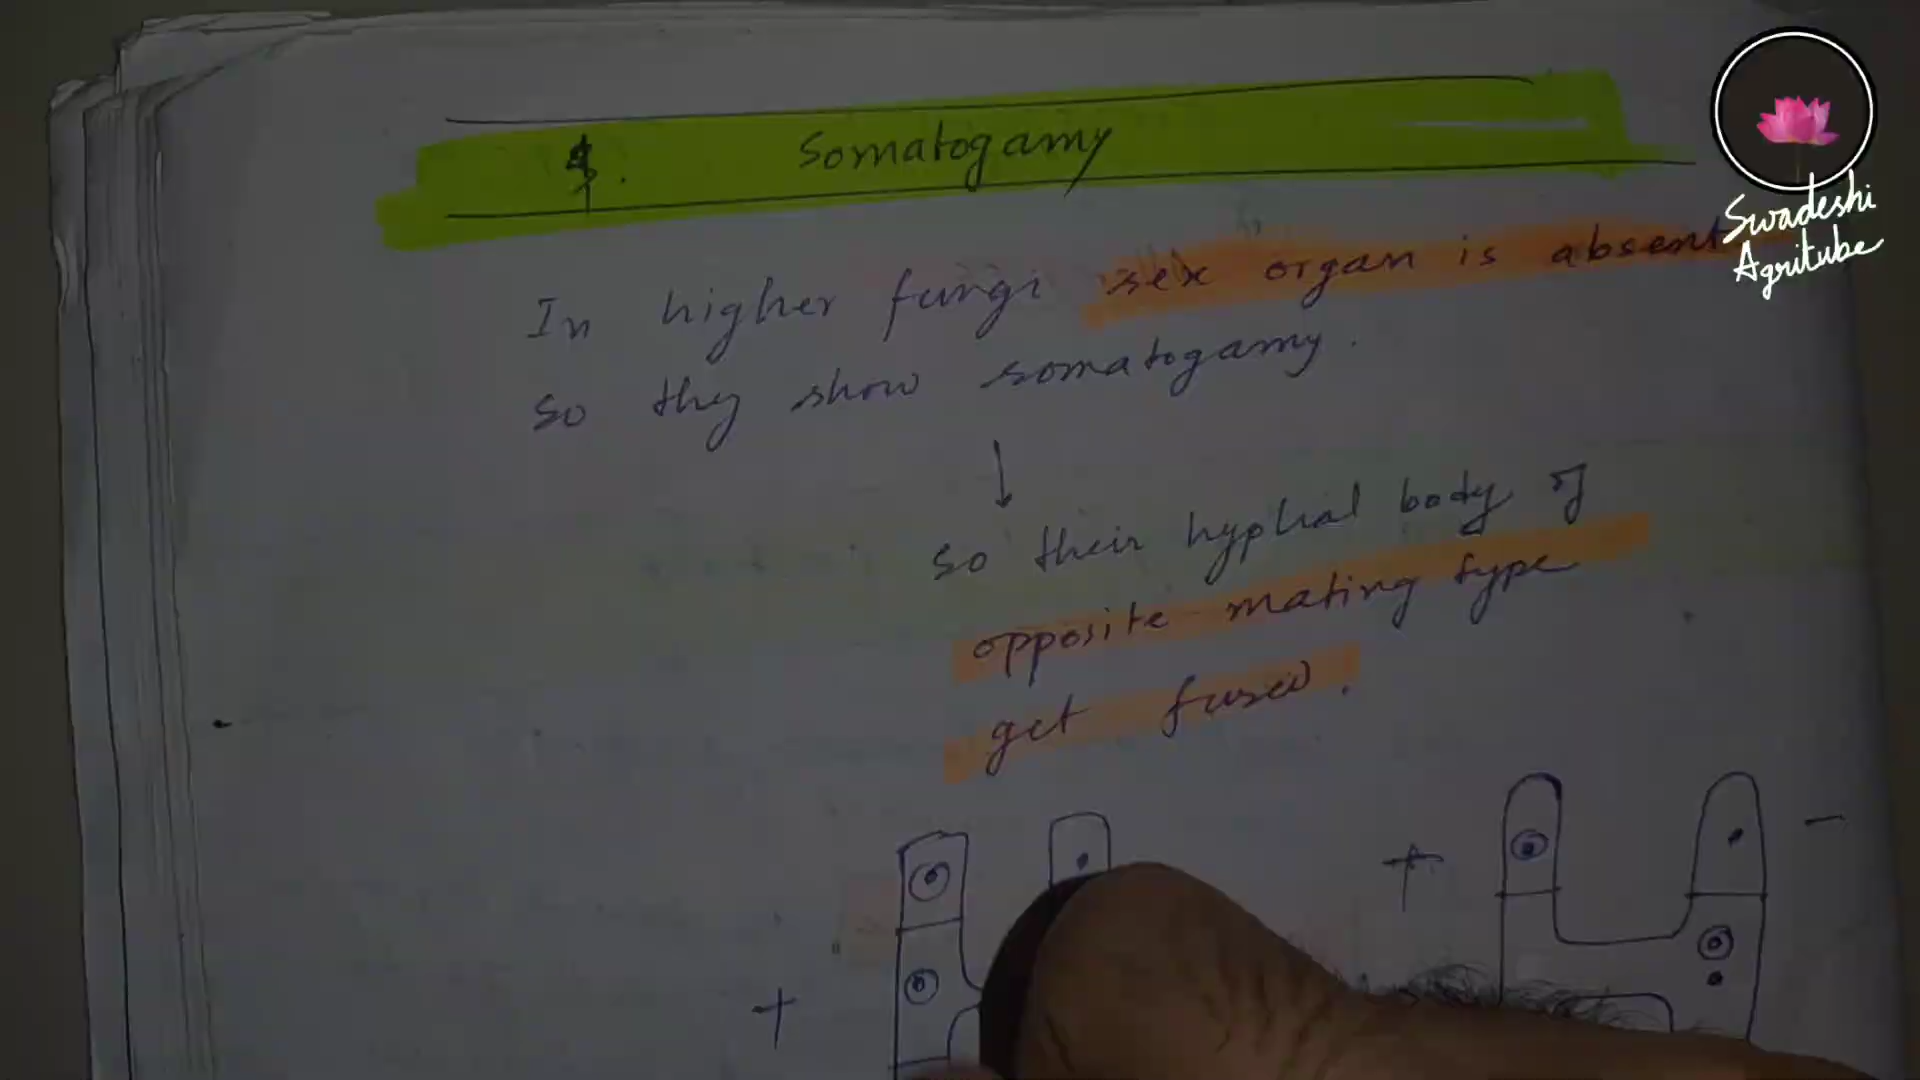 Somatogamy
In higher fungi sex organ is absent
so they show somatogamy.
↓
so their hyphal body of
opposite mating type
get fused.
+ -
+
Swadeshi
Agritube